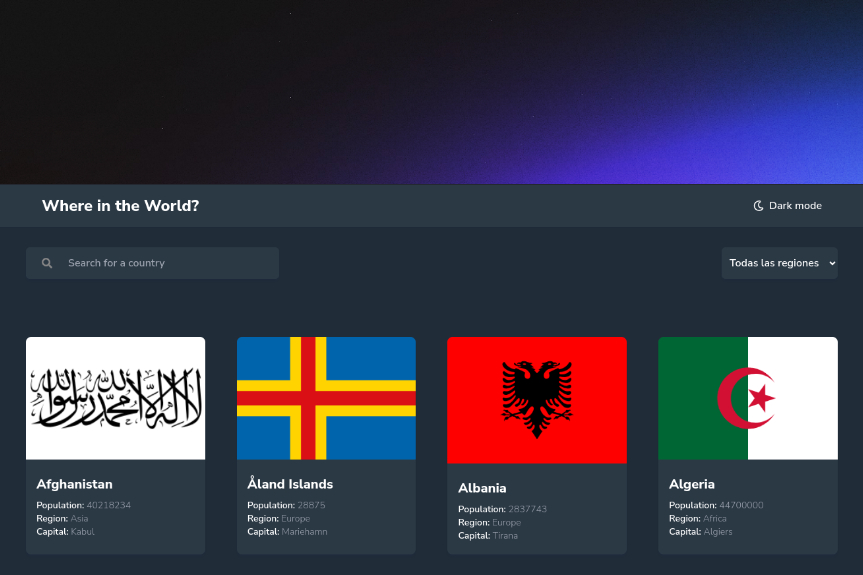 Where in the World?
Dark mode
Search for a country
Todas las regiones
لا إله إلا الله محمد رسول الله
Afghanistan
Population: 40218234
Region: Asia
Capital: Kabul
Åland Islands
Population: 28875
Region: Europe
Capital: Mariehamn
Albania
Population: 2837743
Region: Europe
Capital: Tirana
Algeria
Population: 44700000
Region: Africa
Capital: Algiers